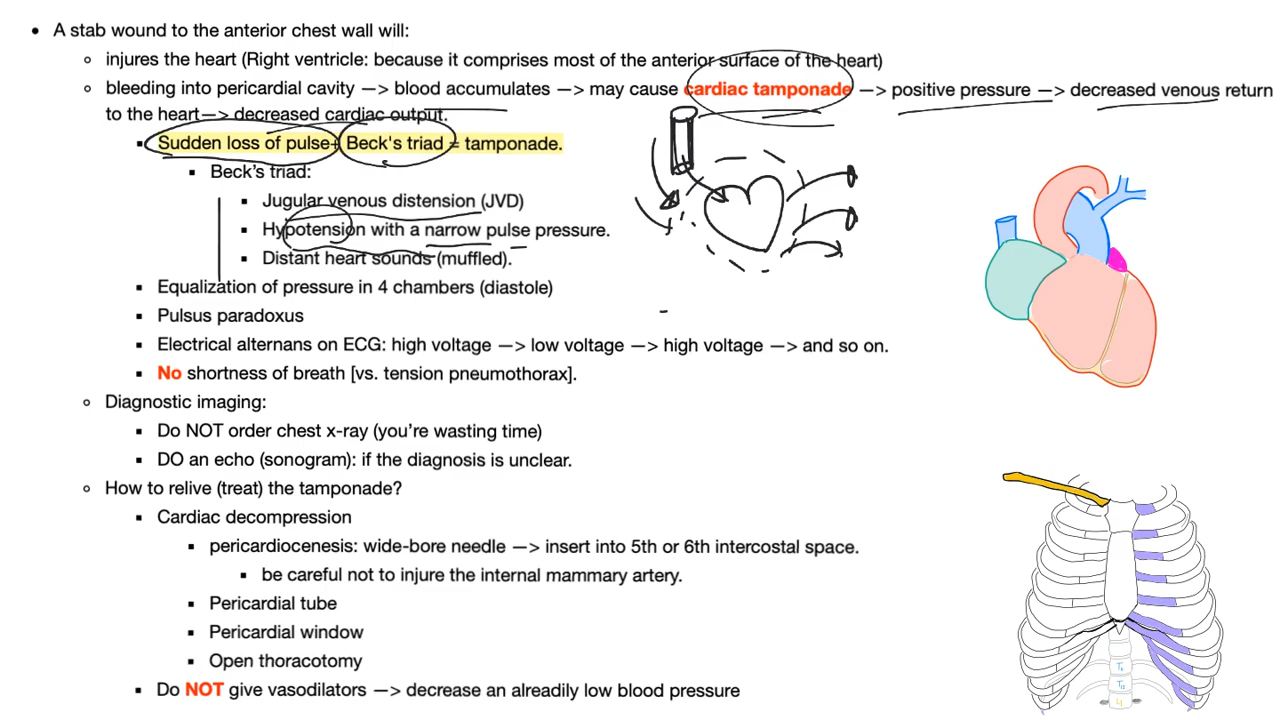 • A stab wound to the anterior chest wall will:
◦ injures the heart (Right ventricle: because it comprises most of the anterior surface of the heart)
◦ bleeding into pericardial cavity —> blood accumulates —> may cause cardiac tamponade —> positive pressure —> decreased venous return
to the heart—> decreased cardiac output.
▪ Sudden loss of pulse+ Beck's triad = tamponade.
▪ Beck's triad:
▪ Jugular venous distension (JVD)
▪ Hypotension with a narrow pulse pressure.
▪ Distant heart sounds (muffled).
▪ Equalization of pressure in 4 chambers (diastole)
▪ Pulsus paradoxus
▪ Electrical alternans on ECG: high voltage —> low voltage —> high voltage —> and so on.
▪ No shortness of breath [vs. tension pneumothorax].
◦ Diagnostic imaging:
▪ Do NOT order chest x-ray (you’re wasting time)
▪ DO an echo (sonogram): if the diagnosis is unclear.
◦ How to relive (treat) the tamponade?
▪ Cardiac decompression
▪ pericardiocenesis: wide-bore needle —> insert into 5th or 6th intercostal space.
▪ be careful not to injure the internal mammary artery.
▪ Pericardial tube
▪ Pericardial window
▪ Open thoracotomy
▪ Do NOT give vasodilators —> decrease an alreadily low blood pressure
T12
L1